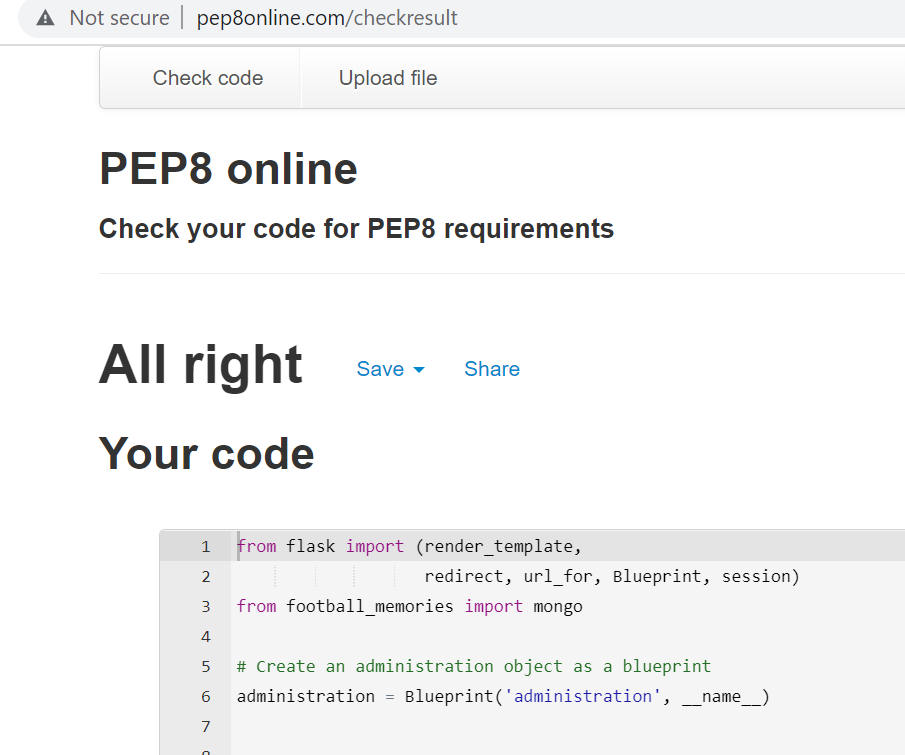 Not secure | pep8online.com/checkresult
Check code Upload file
PEP8 online
Check your code for PEP8 requirements
All right Save Share
Your code
1 from flask import (render_template,
2 redirect, url_for, Blueprint, session)
3 from football_memories import mongo
4
5 # Create an administration object as a blueprint
6 administration = Blueprint('administration', __name__)
7